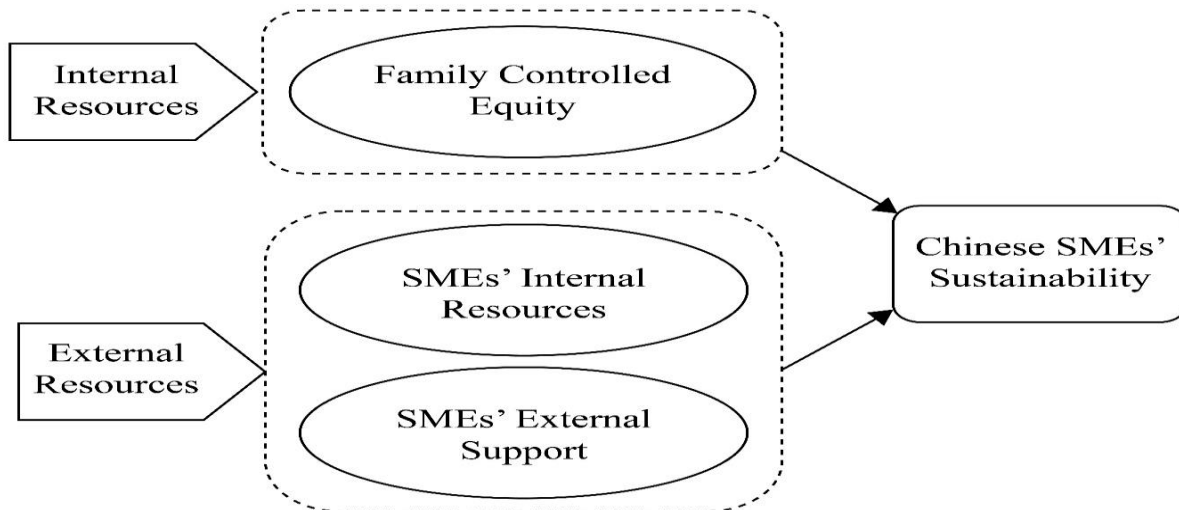 Internal
Resources
Family Controlled
Equity
SMEs’ Internal
Resources
External
Resources
SMEs’ External
Support
Chinese SMEs’
Sustainability